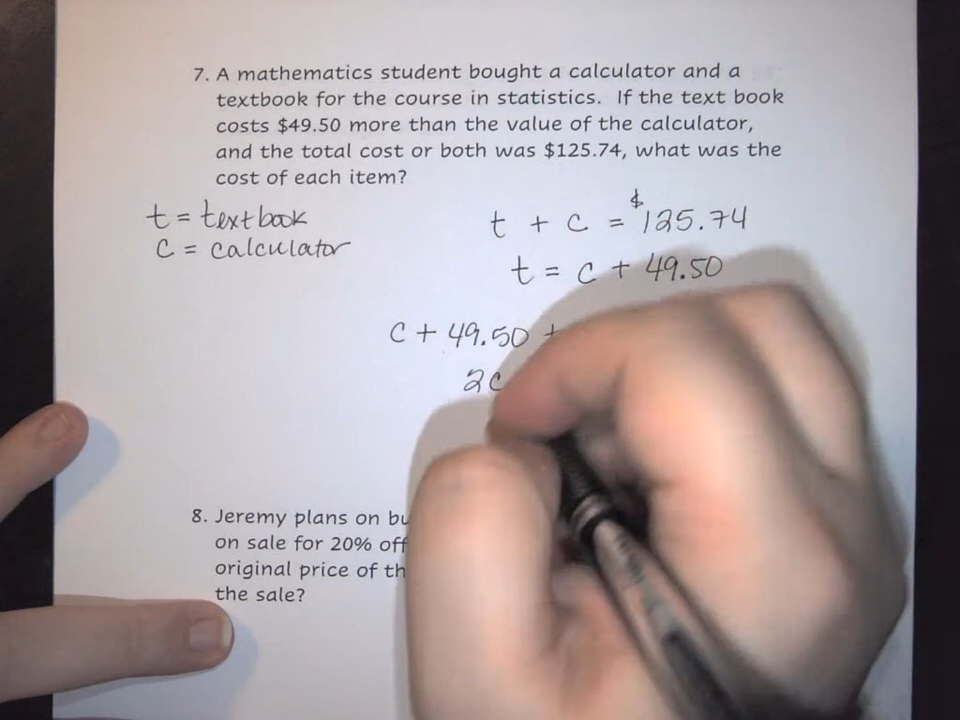 7. A mathematics student bought a calculator and a
textbook for the course in statistics. If the text book
costs $49.50 more than the value of the calculator,
and the total cost or both was $125.74, what was the
cost of each item?
t = textbook
c = calculator
t + c = $125.74
t = c + 49.50
c + 49.50 +
2c
8. Jeremy plans on
on sale for 20% off
original price of
the sale?